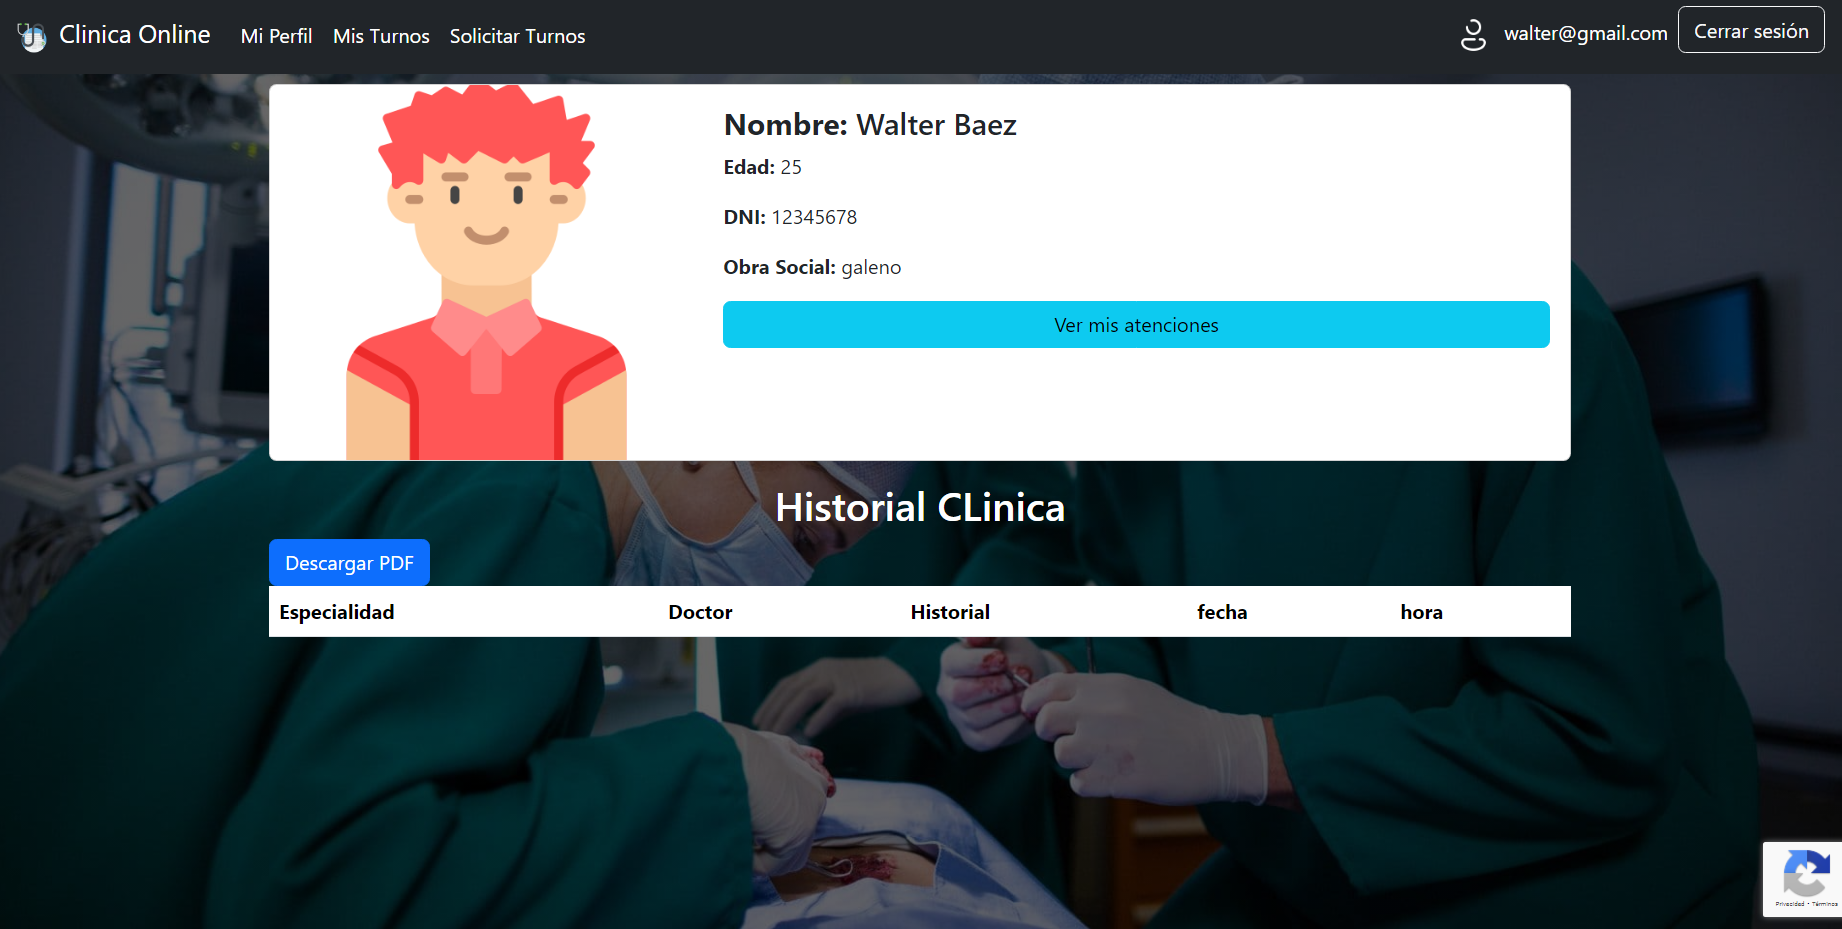 Clinica Online
Mi Perfil
Mis Turnos
Solicitar Turnos
walter@gmail.com
Cerrar sesión
Nombre: Walter Baez
Edad: 25
DNI: 12345678
Obra Social: galeno
Ver mis atenciones
Historial CLinica
Descargar PDF
Especialidad
Doctor
Historial
fecha
hora
Privacidad - Términos